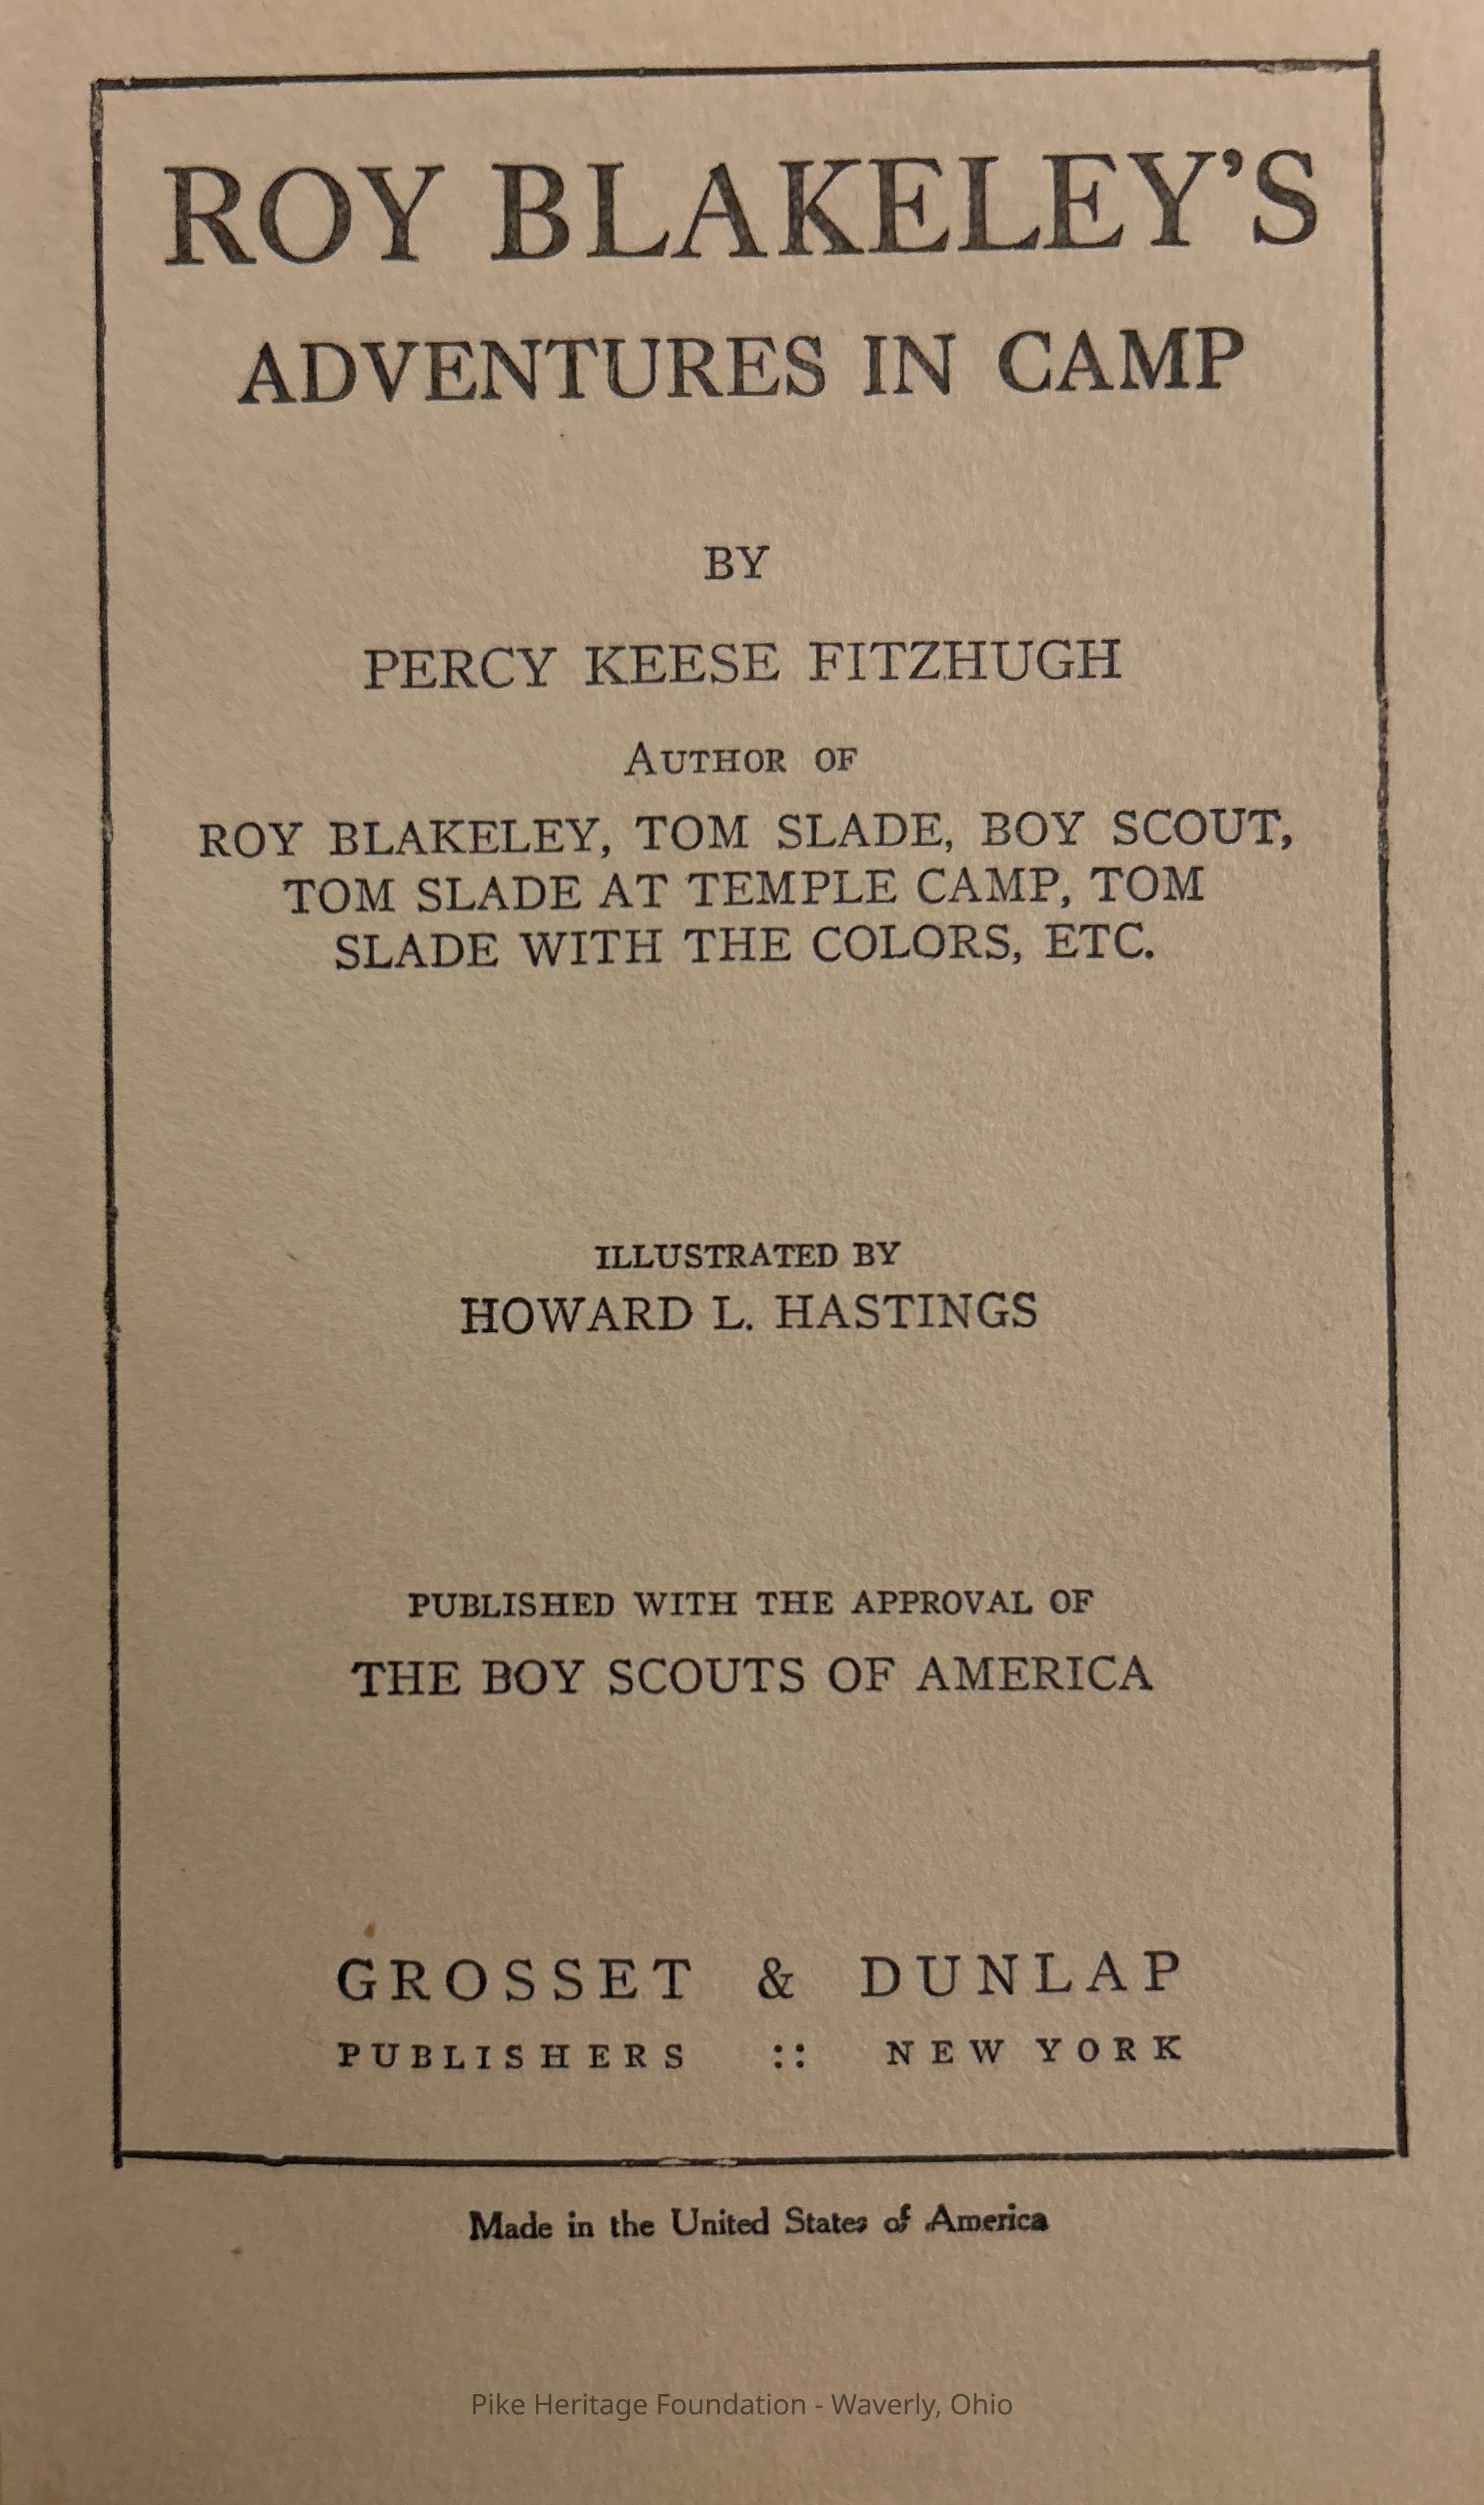 ROY BLAKELEY'S
ADVENTURES IN CAMP
BY
PERCY KEESE FITZHUGH
AUTHOR OF
ROY BLAKELEY, TOM SLADE, BOY SCOUT,
TOM SLADE AT TEMPLE CAMP, TOM
SLADE WITH THE COLORS, ETC.
ILLUSTRATED BY
HOWARD L. HASTINGS
PUBLISHED WITH THE APPROVAL OF
THE BOY SCOUTS OF AMERICA
GROSSET & DUNLAP
PUBLISHERS :: NEW YORK
Made in the United States of America
Pike Heritage Foundation - Waverly, Ohio